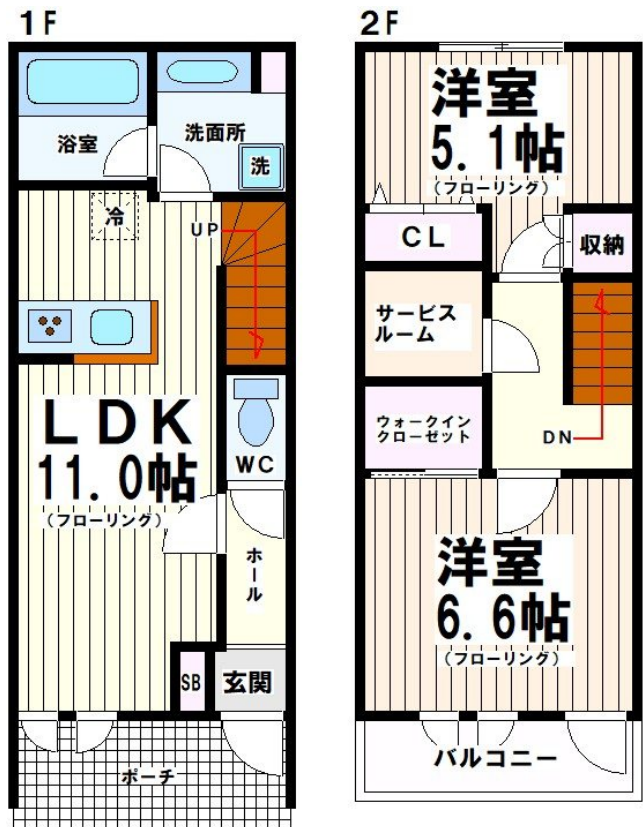 1F
浴室
洗面所
洗
冷
UP
LDK
11.0帖
(フローリング)
WC
ホール
SB
玄関
ポーチ
2F
洋室
5.1帖
(フローリング)
CL
収納
サービス
ルーム
ウォークイン
クローゼット
DN
洋室
6.6帖
(フローリング)
バルコニー